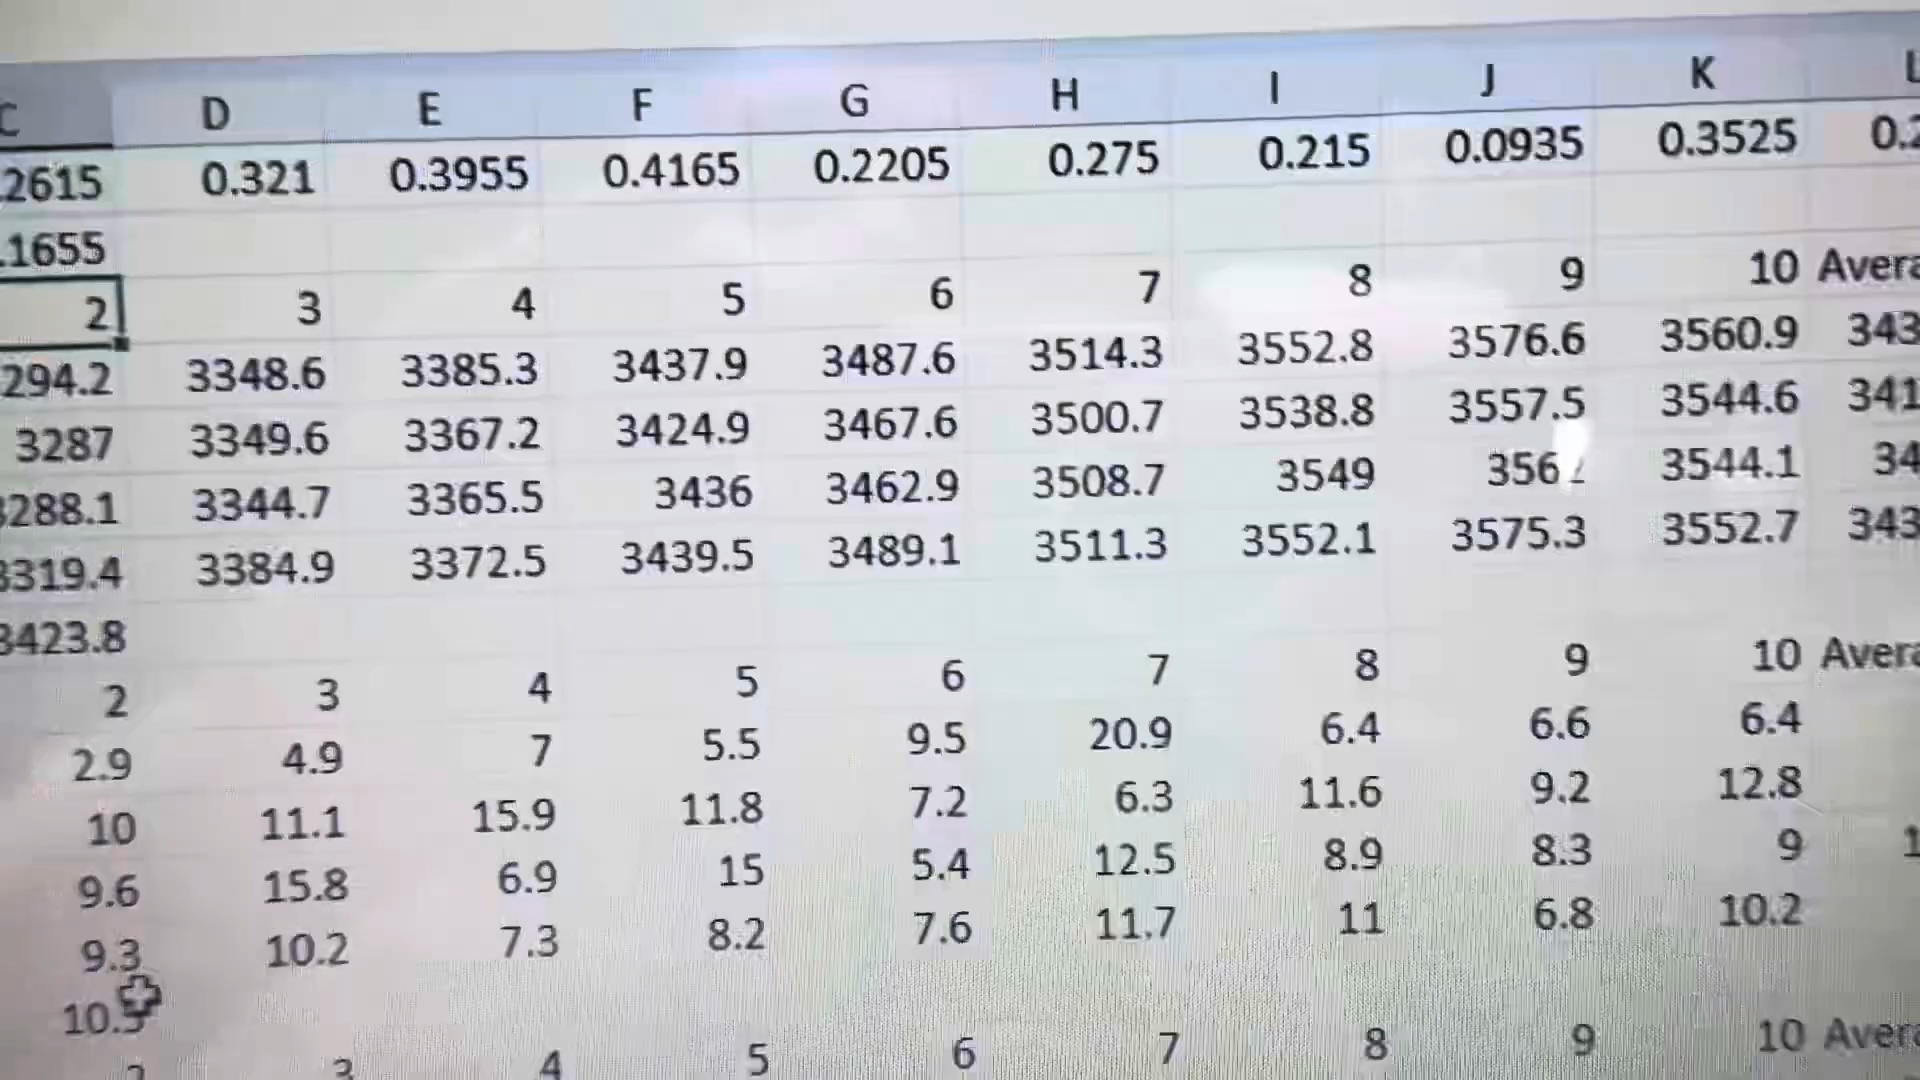 C D E F G H I J K L
.2615 0.321 0.3955 0.4165 0.2205 0.275 0.215 0.0935 0.3525 0.2
.1655
2 3 4 5 6 7 8 9 10 Avera
294.2 3348.6 3385.3 3437.9 3487.6 3514.3 3552.8 3576.6 3560.9 343
3287 3349.6 3367.2 3424.9 3467.6 3500.7 3538.8 3557.5 3544.6 341
3288.1 3344.7 3365.5 3436 3462.9 3508.7 3549 3544.1 34
3319.4 3384.9 3372.5 3439.5 3489.1 3511.3 3552.1 3575.3 3552.7 343
3423.8
2 3 4 5 6 7 8 9 10 Avera
2.9 4.9 7 5.5 9.5 20.9 6.4 6.6 6.4
10 11.1 15.9 11.8 7.2 6.3 11.6 9.2 12.8
9.6 15.8 6.9 15 5.4 12.5 8.9 8.3 9 1
9.3 10.2 7.3 8.2 7.6 11.7 11 6.8 10.2
2 3 4 5 6 7 8 9 10 Avera